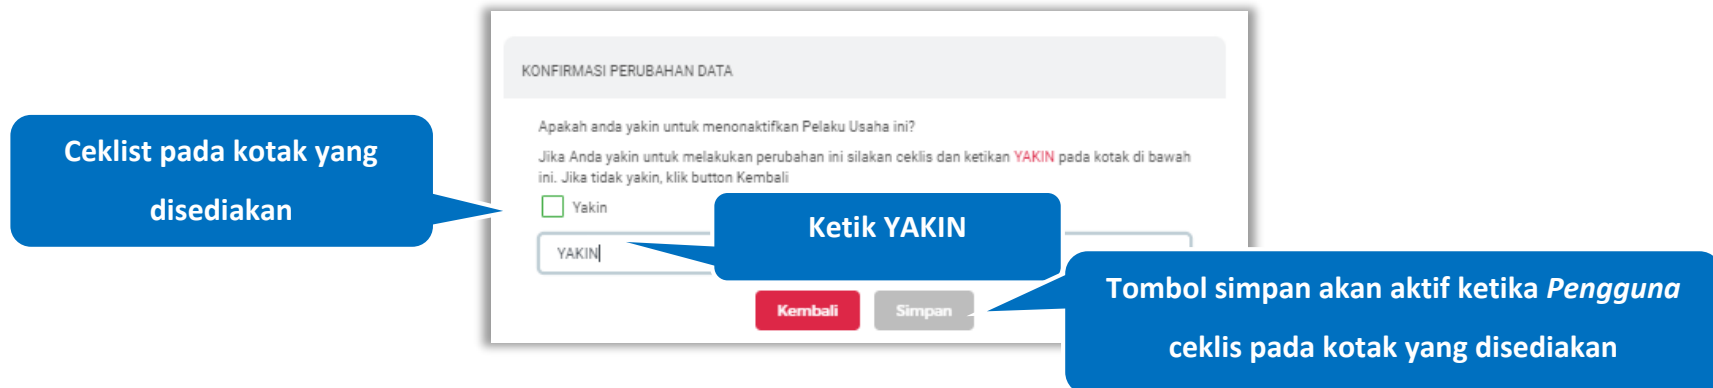 KONFIRMASI PERUBAHAN DATA
Apakah anda yakin untuk menonaktifkan Pelaku Usaha ini?
Jika Anda yakin untuk melakukan perubahan ini silakan ceklis dan ketikan YAKIN pada kotak di bawah
ini. Jika tidak yakin, klik button Kembali
Ceklist pada kotak yang
disediakan
Yakin
Ketik YAKIN
YAKIN
Kembali
Simpan
Tombol simpan akan aktif ketika Pengguna
ceklis pada kotak yang disediakan